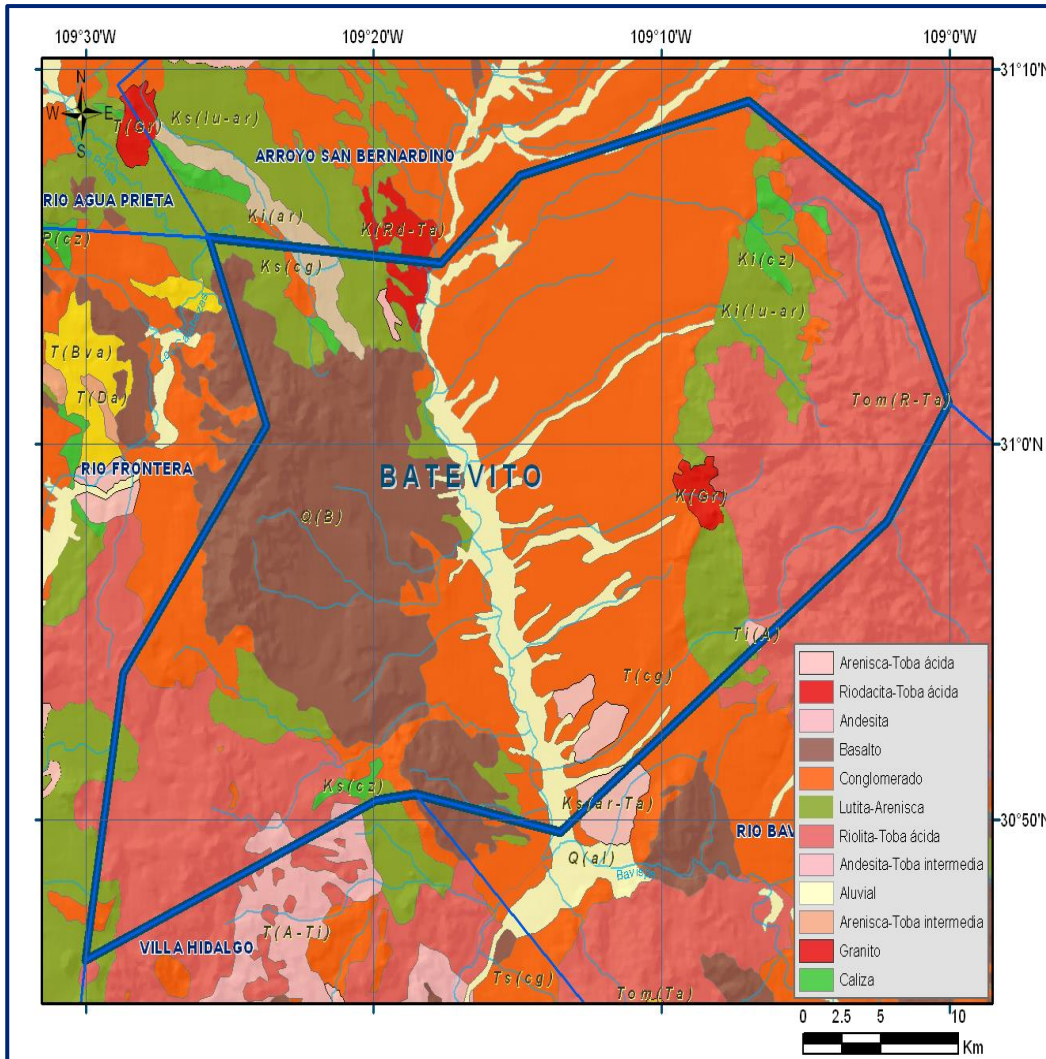 109°30'W 109°20'W 109°10'W 109°0'W
31°10'N
N
W E
S
T(Gr)
Ks(lu-ar)
ARROYO SAN BERNARDINO
RIO AGUA PRIETA
Ki(ar)
K(Rd-Ta)
P(cz)
Ks(cg)
Ki(cz)
Ki(lu-ar)
T(Bva)
T(Da)
Tom(R-Ta)
31°0'N
RIO FRONTERA
BATEVITO
K(Gr)
Q(B)
Ti(A)
T(cg)
Ks(cz)
Ks(ar-Ta)
30°50'N
RIO BAV
Q(al)
T(A-Ti)
VILLA HIDALGO
Ts(cg)
Tom(Ta)
Arenisca-Toba ácida
Riodacita-Toba ácida
Andesita
Basalto
Conglomerado
Lutita-Arenisca
Riolita-Toba ácida
Andesita-Toba intermedia
Aluvial
Arenisca-Toba intermedia
Granito
Caliza
0 2.5 5 10
Km